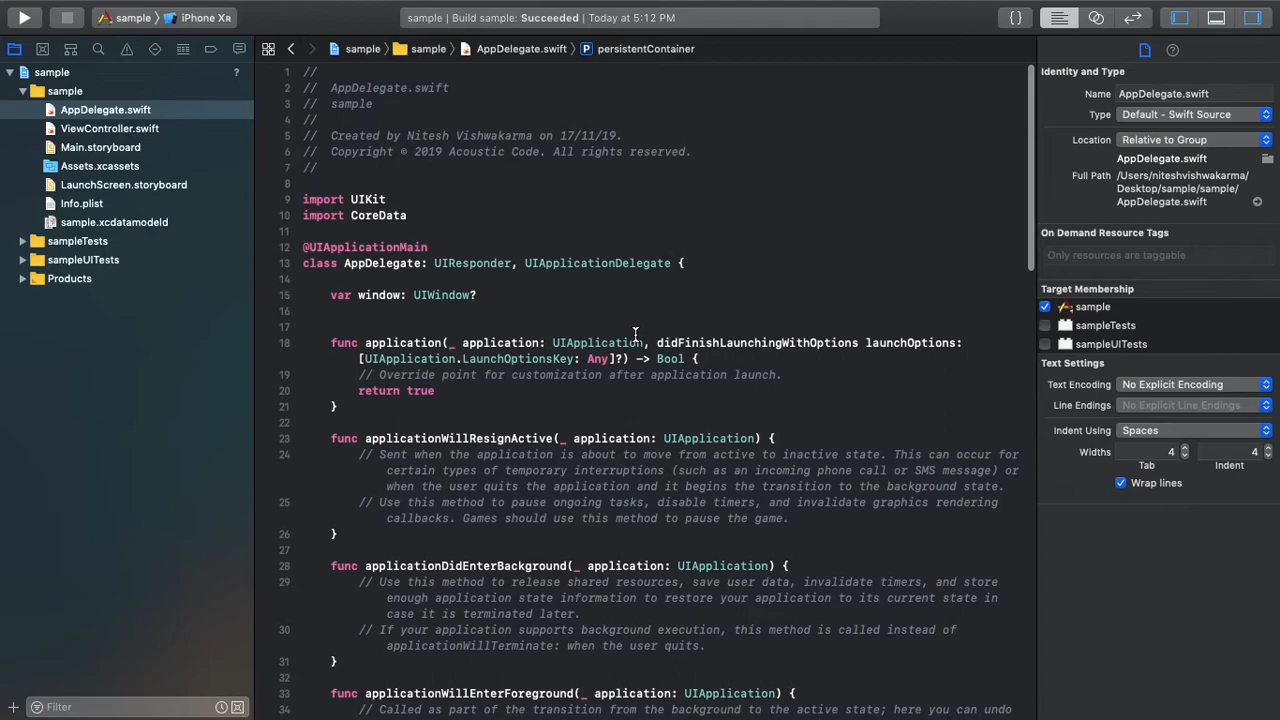 sample iPhone Xʀ
sample | Build sample: Succeeded | Today at 5:12 PM
{}
sample sample AppDelegate.swift P persistentContainer
sample ?
sample
AppDelegate.swift
ViewController.swift
Main.storyboard
Assets.xcassets
LaunchScreen.storyboard
Info.plist
sample.xcdatamodeld
sampleTests
sampleUITests
Products
Filter
1 //
2 // AppDelegate.swift
3 // sample
4 //
5 // Created by Nitesh Vishwakarma on 17/11/19.
6 // Copyright © 2019 Acoustic Code. All rights reserved.
7 //
8
9 import UIKit
10 import CoreData
11
12 @UIApplicationMain
13 class AppDelegate: UIResponder, UIApplicationDelegate {
14
15 var window: UIWindow?
16
17
18 func application(_ application: UIApplication, didFinishLaunchingWithOptions launchOptions:
[UIApplication.LaunchOptionsKey: Any]?) -> Bool {
19 // Override point for customization after application launch.
20 return true
21 }
22
23 func applicationWillResignActive(_ application: UIApplication) {
24 // Sent when the application is about to move from active to inactive state. This can occur for
certain types of temporary interruptions (such as an incoming phone call or SMS message) or
when the user quits the application and it begins the transition to the background state.
25 // Use this method to pause ongoing tasks, disable timers, and invalidate graphics rendering
callbacks. Games should use this method to pause the game.
26 }
27
28 func applicationDidEnterBackground(_ application: UIApplication) {
29 // Use this method to release shared resources, save user data, invalidate timers, and store
enough application state information to restore your application to its current state in
case it is terminated later.
30 // If your application supports background execution, this method is called instead of
applicationWillTerminate: when the user quits.
31 }
32
33 func applicationWillEnterForeground(_ application: UIApplication) {
34 // Called as part of the transition from the background to the active state; here you can undo
Identity and Type
Name AppDelegate.swift
Type Default - Swift Source
Location Relative to Group
AppDelegate.swift
Full Path /Users/niteshvishwakarma/
Desktop/sample/sample/
AppDelegate.swift
On Demand Resource Tags
Only resources are taggable
Target Membership
sample
sampleTests
sampleUITests
Text Settings
Text Encoding No Explicit Encoding
Line Endings No Explicit Line Endings
Indent Using Spaces
Widths 4 4
Tab Indent
Wrap lines